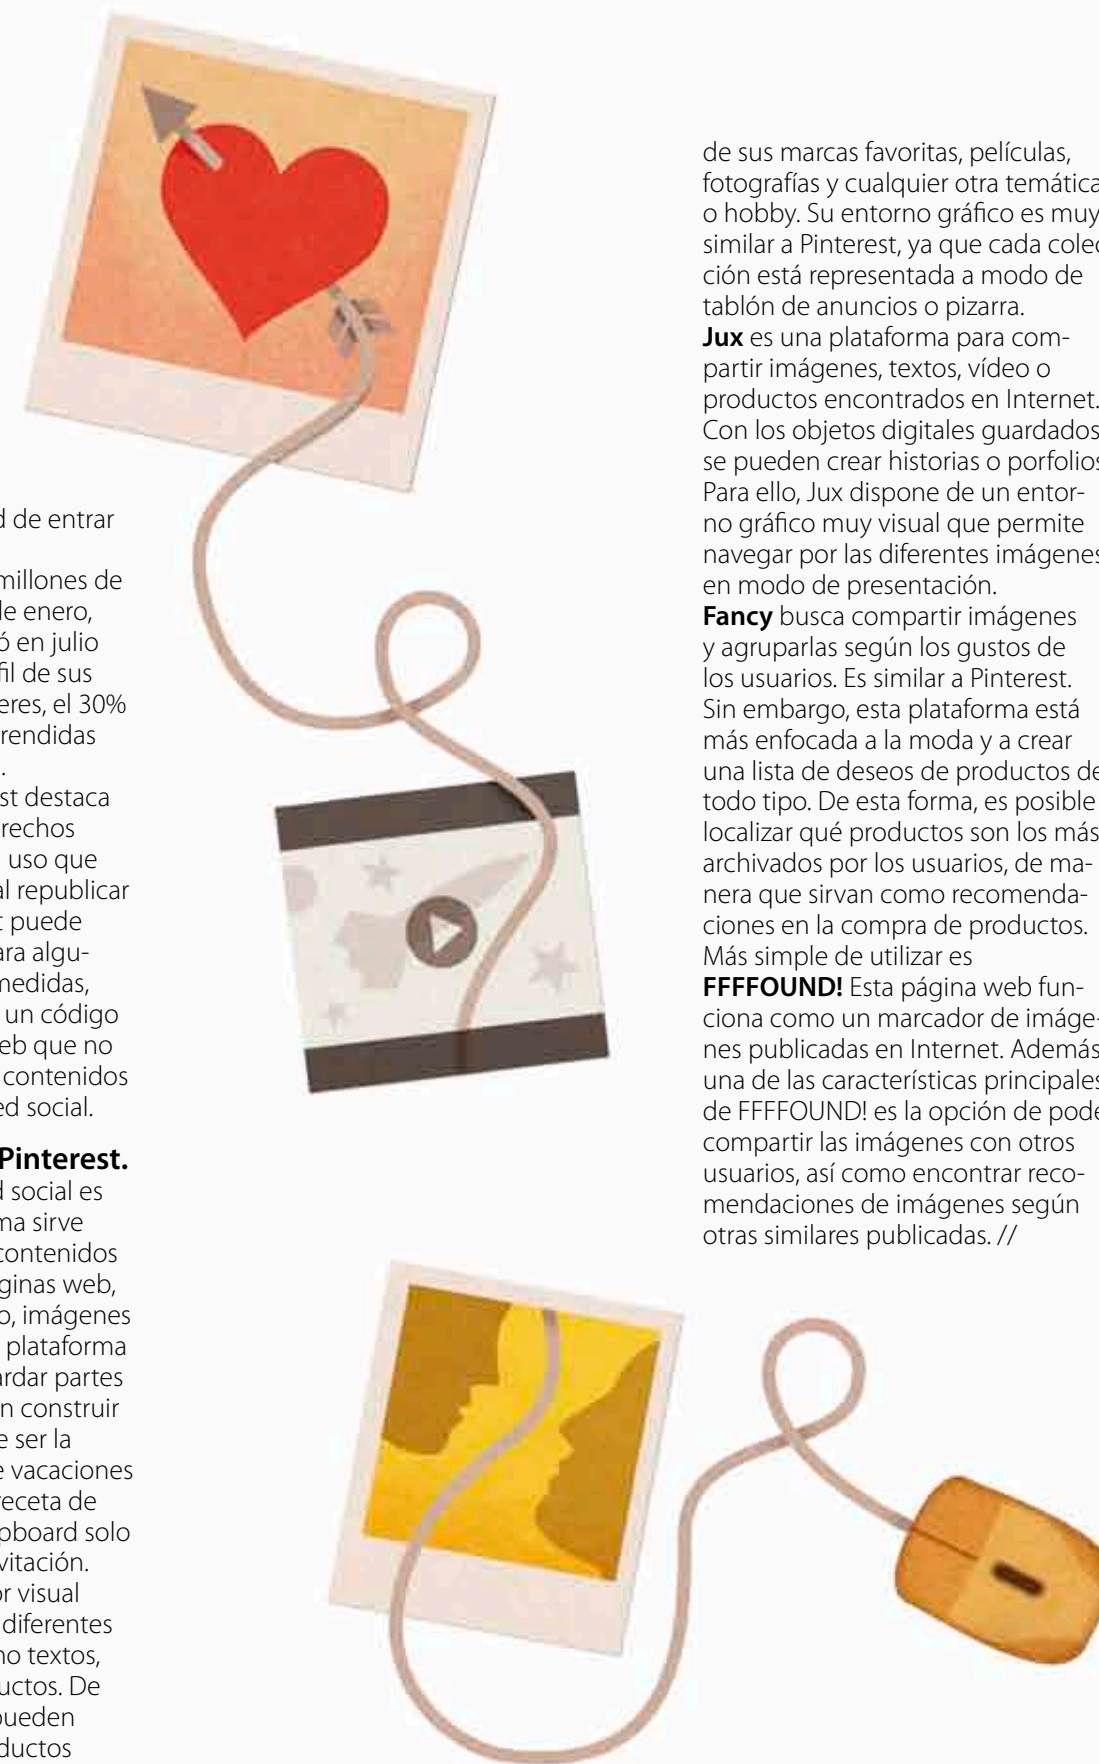 d de entrar
millones de
le enero,
ó en julio
fil de sus
eres, el 30%
rendidas
.
st destaca
rechos
uso que
al republicar
puede
ara algu-
medidas,
un código
eb que no
contenidos
ed social.
Pinterest.
d social es
ma sirve
contenidos
ginas web,
o, imágenes
plataforma
ardar partes
n construir
e ser la
e vacaciones
receta de
pboard solo
vitación.
or visual
diferentes
no textos,
uctos. De
pueden
ductos
de sus marcas favoritas, películas,
fotografías y cualquier otra temática
o hobby. Su entorno gráfico es muy
similar a Pinterest, ya que cada colec
ción está representada a modo de
tablón de anuncios o pizarra.
Jux es una plataforma para com-
partir imágenes, textos, vídeo o
productos encontrados en Internet.
Con los objetos digitales guardados
se pueden crear historias o porfolios
Para ello, Jux dispone de un entor-
no gráfico muy visual que permite
navegar por las diferentes imágenes
en modo de presentación.
Fancy busca compartir imágenes
y agruparlas según los gustos de
los usuarios. Es similar a Pinterest.
Sin embargo, esta plataforma está
más enfocada a la moda y a crear
una lista de deseos de productos de
todo tipo. De esta forma, es posible
localizar qué productos son los más
archivados por los usuarios, de ma-
nera que sirvan como recomenda-
ciones en la compra de productos.
Más simple de utilizar es
FFFFOUND! Esta página web fun-
ciona como un marcador de imáge-
nes publicadas en Internet. Además
una de las características principales
de FFFFOUND! es la opción de pode
compartir las imágenes con otros
usuarios, así como encontrar reco-
mendaciones de imágenes según
otras similares publicadas. //